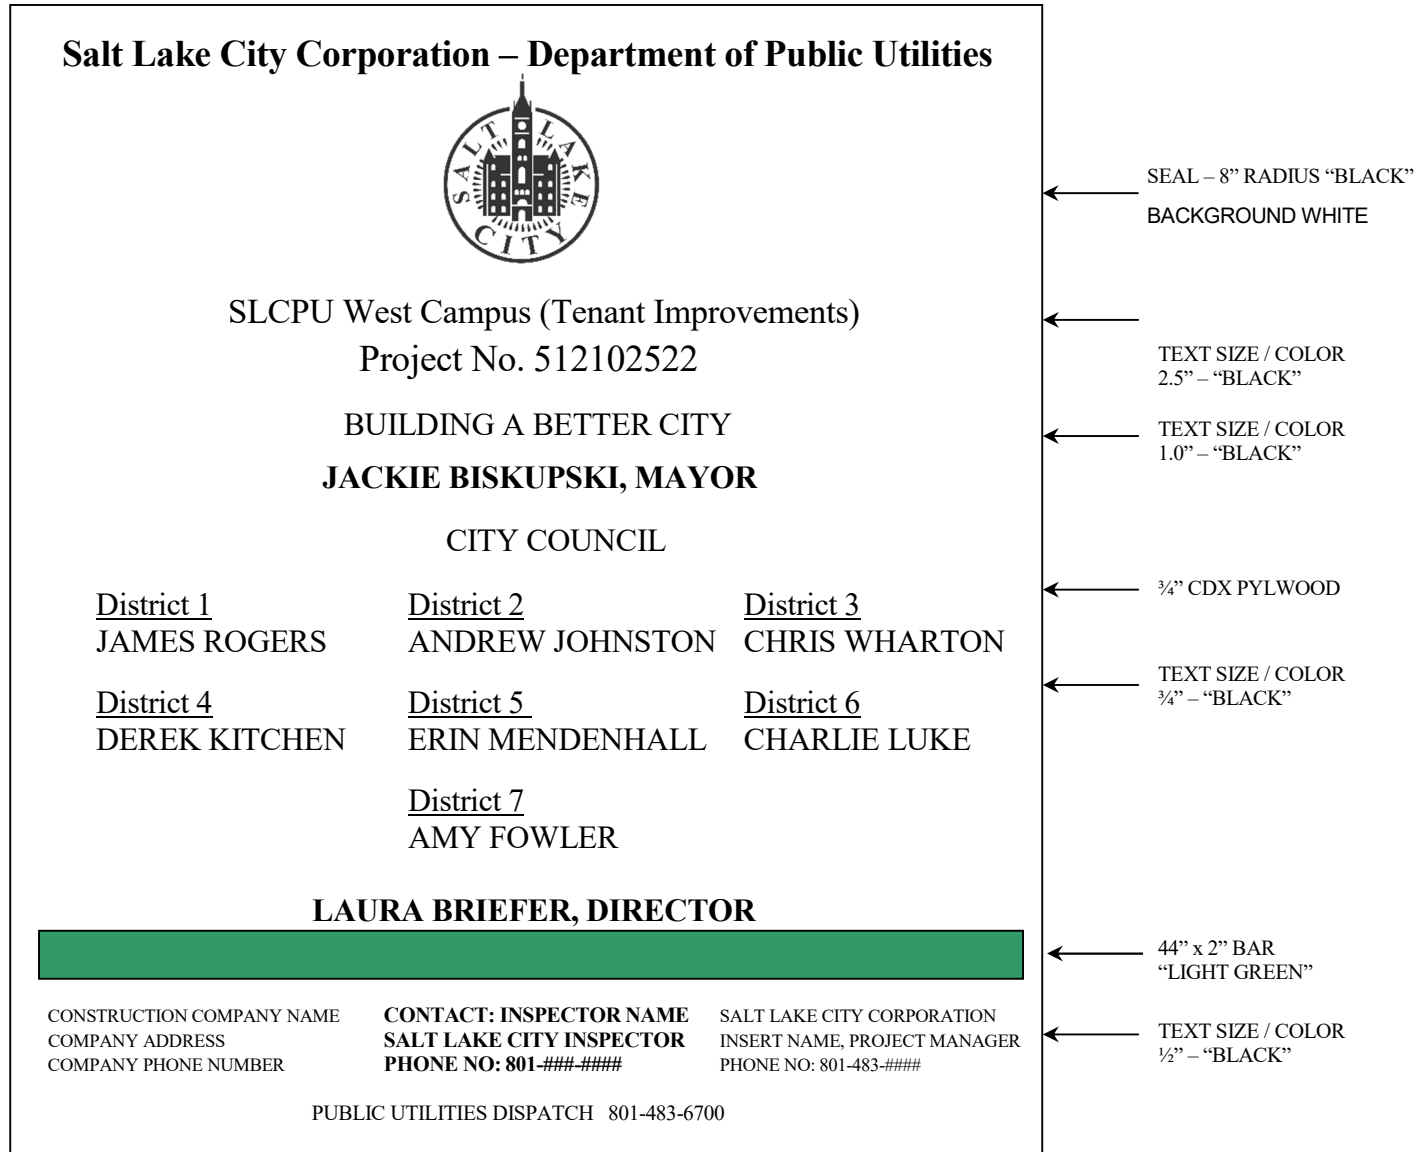 Salt Lake City Corporation – Department of Public Utilities
SALT LAKE CITY
SEAL – 8” RADIUS “BLACK”
BACKGROUND WHITE
SLCPU West Campus (Tenant Improvements)
Project No. 512102522
TEXT SIZE / COLOR
2.5” – “BLACK”
BUILDING A BETTER CITY
TEXT SIZE / COLOR
1.0” – “BLACK”
JACKIE BISKUPSKI, MAYOR
CITY COUNCIL
¾” CDX PYLWOOD
District 1 District 2 District 3
JAMES ROGERS ANDREW JOHNSTON CHRIS WHARTON
TEXT SIZE / COLOR
¾” – “BLACK”
District 4 District 5 District 6
DEREK KITCHEN ERIN MENDENHALL CHARLIE LUKE
District 7
AMY FOWLER
LAURA BRIEFER, DIRECTOR
44” x 2” BAR
“LIGHT GREEN”
CONSTRUCTION COMPANY NAME CONTACT: INSPECTOR NAME SALT LAKE CITY CORPORATION
COMPANY ADDRESS SALT LAKE CITY INSPECTOR INSERT NAME, PROJECT MANAGER
COMPANY PHONE NUMBER PHONE NO: 801-###-#### PHONE NO: 801-483-####
TEXT SIZE / COLOR
½” – “BLACK”
PUBLIC UTILITIES DISPATCH 801-483-6700